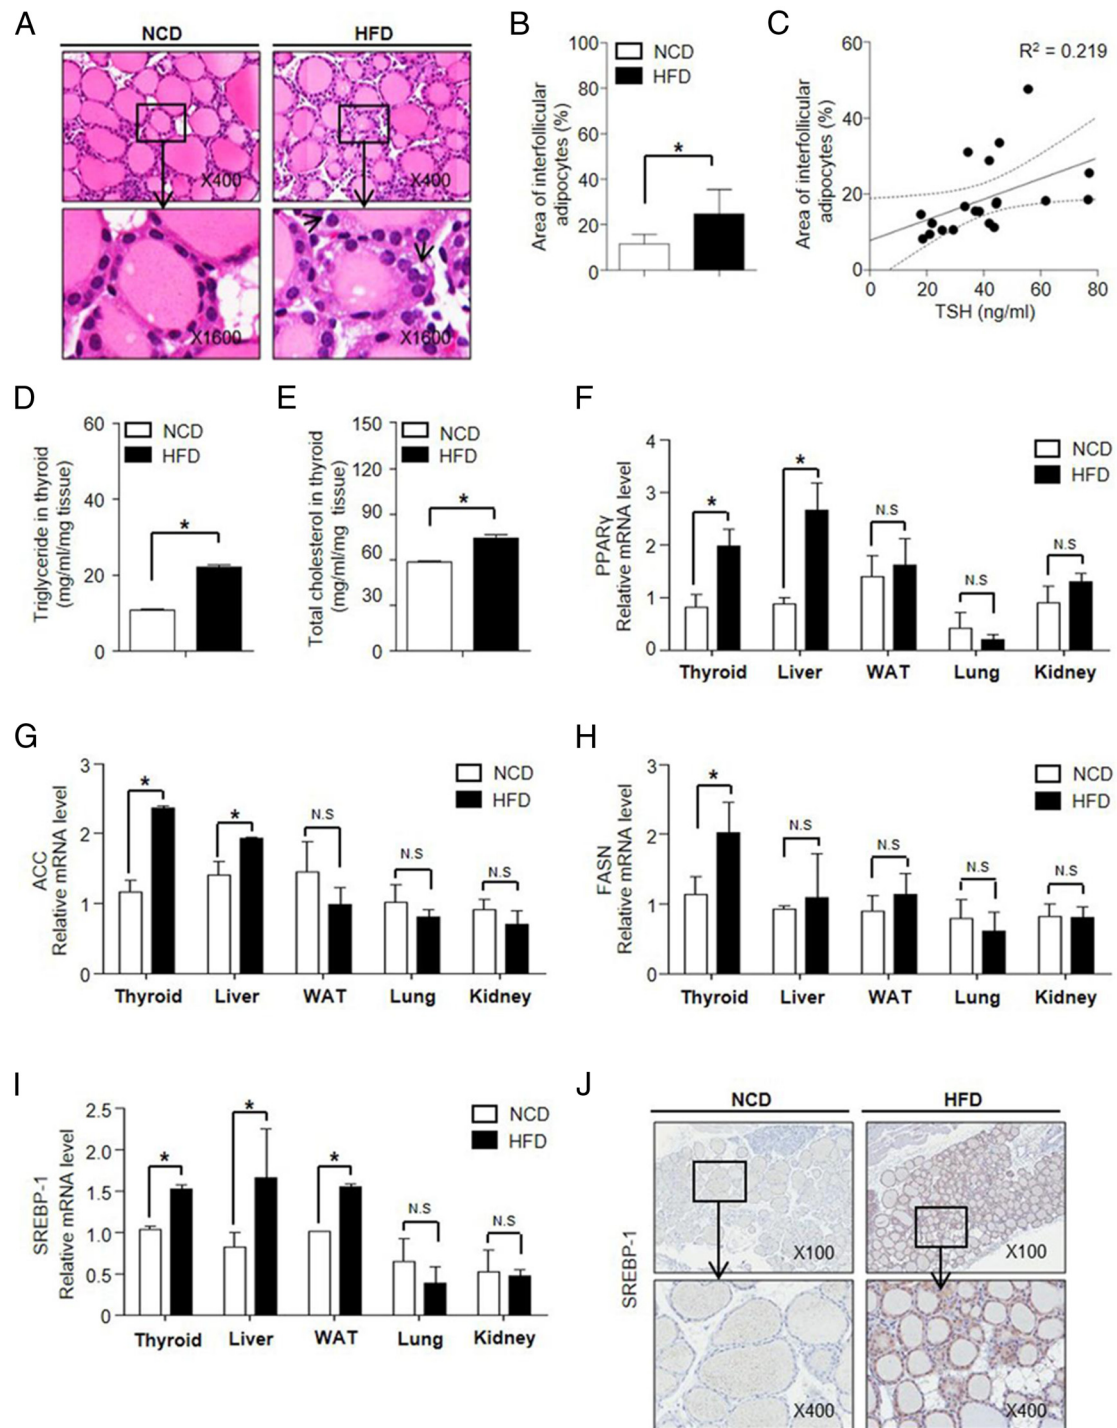 A
NCD
HFD
X400
X400
X1600
X1600
B
Area of interfollicular
adipocytes (%)
100
80
60
40
20
0
NCD
HFD
*
C
Area of interfollicular
adipocytes (%)
60
40
20
0
R² = 0.219
0 20 40 60 80
TSH (ng/ml)
D
Triglyceride in thyroid
(mg/ml/mg tissue)
60
40
20
0
NCD
HFD
*
E
Total cholesterol in thyroid
(mg/ml/mg tissue)
150
120
90
60
30
0
NCD
HFD
*
F
PPARγ
Relative mRNA level
4
3
2
1
0
NCD
HFD
* * N.S N.S N.S
Thyroid Liver WAT Lung Kidney
G
ACC
Relative mRNA level
3
2
1
0
NCD
HFD
* * N.S N.S N.S
Thyroid Liver WAT Lung Kidney
H
FASN
Relative mRNA level
3
2
1
0
NCD
HFD
* N.S N.S N.S N.S
Thyroid Liver WAT Lung Kidney
I
SREBP-1
Relative mRNA level
2.5
2.0
1.5
1.0
0.5
0
NCD
HFD
* * * N.S N.S
Thyroid Liver WAT Lung Kidney
J
NCD
HFD
SREBP-1
X100
X100
X400
X400